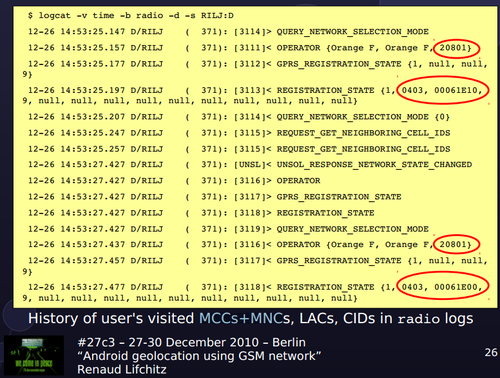 $ logcat -v time -b radio -d -s RILJ:D
12-26 14:53:25.147 D/RILJ ( 371): [3114]> QUERY_NETWORK_SELECTION_MODE
12-26 14:53:25.157 D/RILJ ( 371): [3111]< OPERATOR {Orange F, Orange F, 20801}
12-26 14:53:25.177 D/RILJ ( 371): [3112]< GPRS_REGISTRATION_STATE {1, null, null,
9}
12-26 14:53:25.197 D/RILJ ( 371): [3113]< REGISTRATION_STATE {1, 0403, 00061E10,
9, null, null, null, null, null, null, null, null, null}
12-26 14:53:25.207 D/RILJ ( 371): [3114]< QUERY_NETWORK_SELECTION_MODE {0}
12-26 14:53:25.247 D/RILJ ( 371): [3115]> REQUEST_GET_NEIGHBORING_CELL_IDS
12-26 14:53:25.257 D/RILJ ( 371): [3115]< REQUEST_GET_NEIGHBORING_CELL_IDS
12-26 14:53:27.427 D/RILJ ( 371): [UNSL]< UNSOL_RESPONSE_NETWORK_STATE_CHANGED
12-26 14:53:27.427 D/RILJ ( 371): [3116]> OPERATOR
12-26 14:53:27.427 D/RILJ ( 371): [3117]> GPRS_REGISTRATION_STATE
12-26 14:53:27.427 D/RILJ ( 371): [3118]> REGISTRATION_STATE
12-26 14:53:27.427 D/RILJ ( 371): [3119]> QUERY_NETWORK_SELECTION_MODE
12-26 14:53:27.437 D/RILJ ( 371): [3116]< OPERATOR {Orange F, Orange F, 20801}
12-26 14:53:27.457 D/RILJ ( 371): [3117]< GPRS_REGISTRATION_STATE {1, null, null,
9}
12-26 14:53:27.477 D/RILJ ( 371): [3118]< REGISTRATION_STATE {1, 0403, 00061E00,
9, null, null, null, null, null, null, null, null, null}
History of user's visited MCCs+MNCs, LACs, CIDs in radio logs
#27c3 – 27-30 December 2010 – Berlin
“Android geolocation using GSM network”
Renaud Lifchitz
26